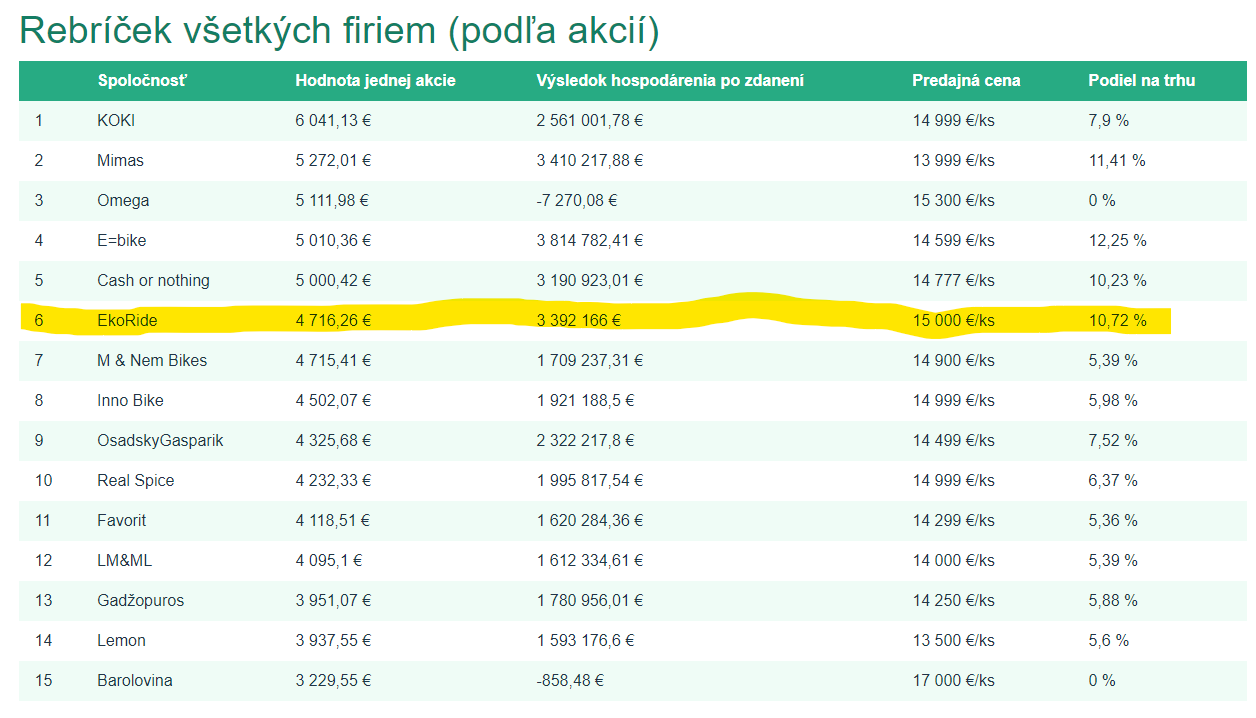 Rebríček všetkých firiem (podľa akcií)
Spoločnosť Hodnota jednej akcie Výsledok hospodárenia po zdanení Predajná cena Podiel na trhu
1 KOKI 6 041,13 € 2 561 001,78 € 14 999 €/ks 7,9 %
2 Mimas 5 272,01 € 3 410 217,88 € 13 999 €/ks 11,41 %
3 Omega 5 111,98 € -7 270,08 € 15 300 €/ks 0 %
4 E=bike 5 010,36 € 3 814 782,41 € 14 599 €/ks 12,25 %
5 Cash or nothing 5 000,42 € 3 190 923,01 € 14 777 €/ks 10,23 %
6 EkoRide 4 716,26 € 3 392 166 € 15 000 €/ks 10,72 %
7 M & Nem Bikes 4 715,41 € 1 709 237,31 € 14 900 €/ks 5,39 %
8 Inno Bike 4 502,07 € 1 921 188,5 € 14 999 €/ks 5,98 %
9 OsadskyGasparik 4 325,68 € 2 322 217,8 € 14 499 €/ks 7,52 %
10 Real Spice 4 232,33 € 1 995 817,54 € 14 999 €/ks 6,37 %
11 Favorit 4 118,51 € 1 620 284,36 € 14 299 €/ks 5,36 %
12 LM&ML 4 095,1 € 1 612 334,61 € 14 000 €/ks 5,39 %
13 Gadžopuros 3 951,07 € 1 780 956,01 € 14 250 €/ks 5,88 %
14 Lemon 3 937,55 € 1 593 176,6 € 13 500 €/ks 5,6 %
15 Barolovina 3 229,55 € -858,48 € 17 000 €/ks 0 %